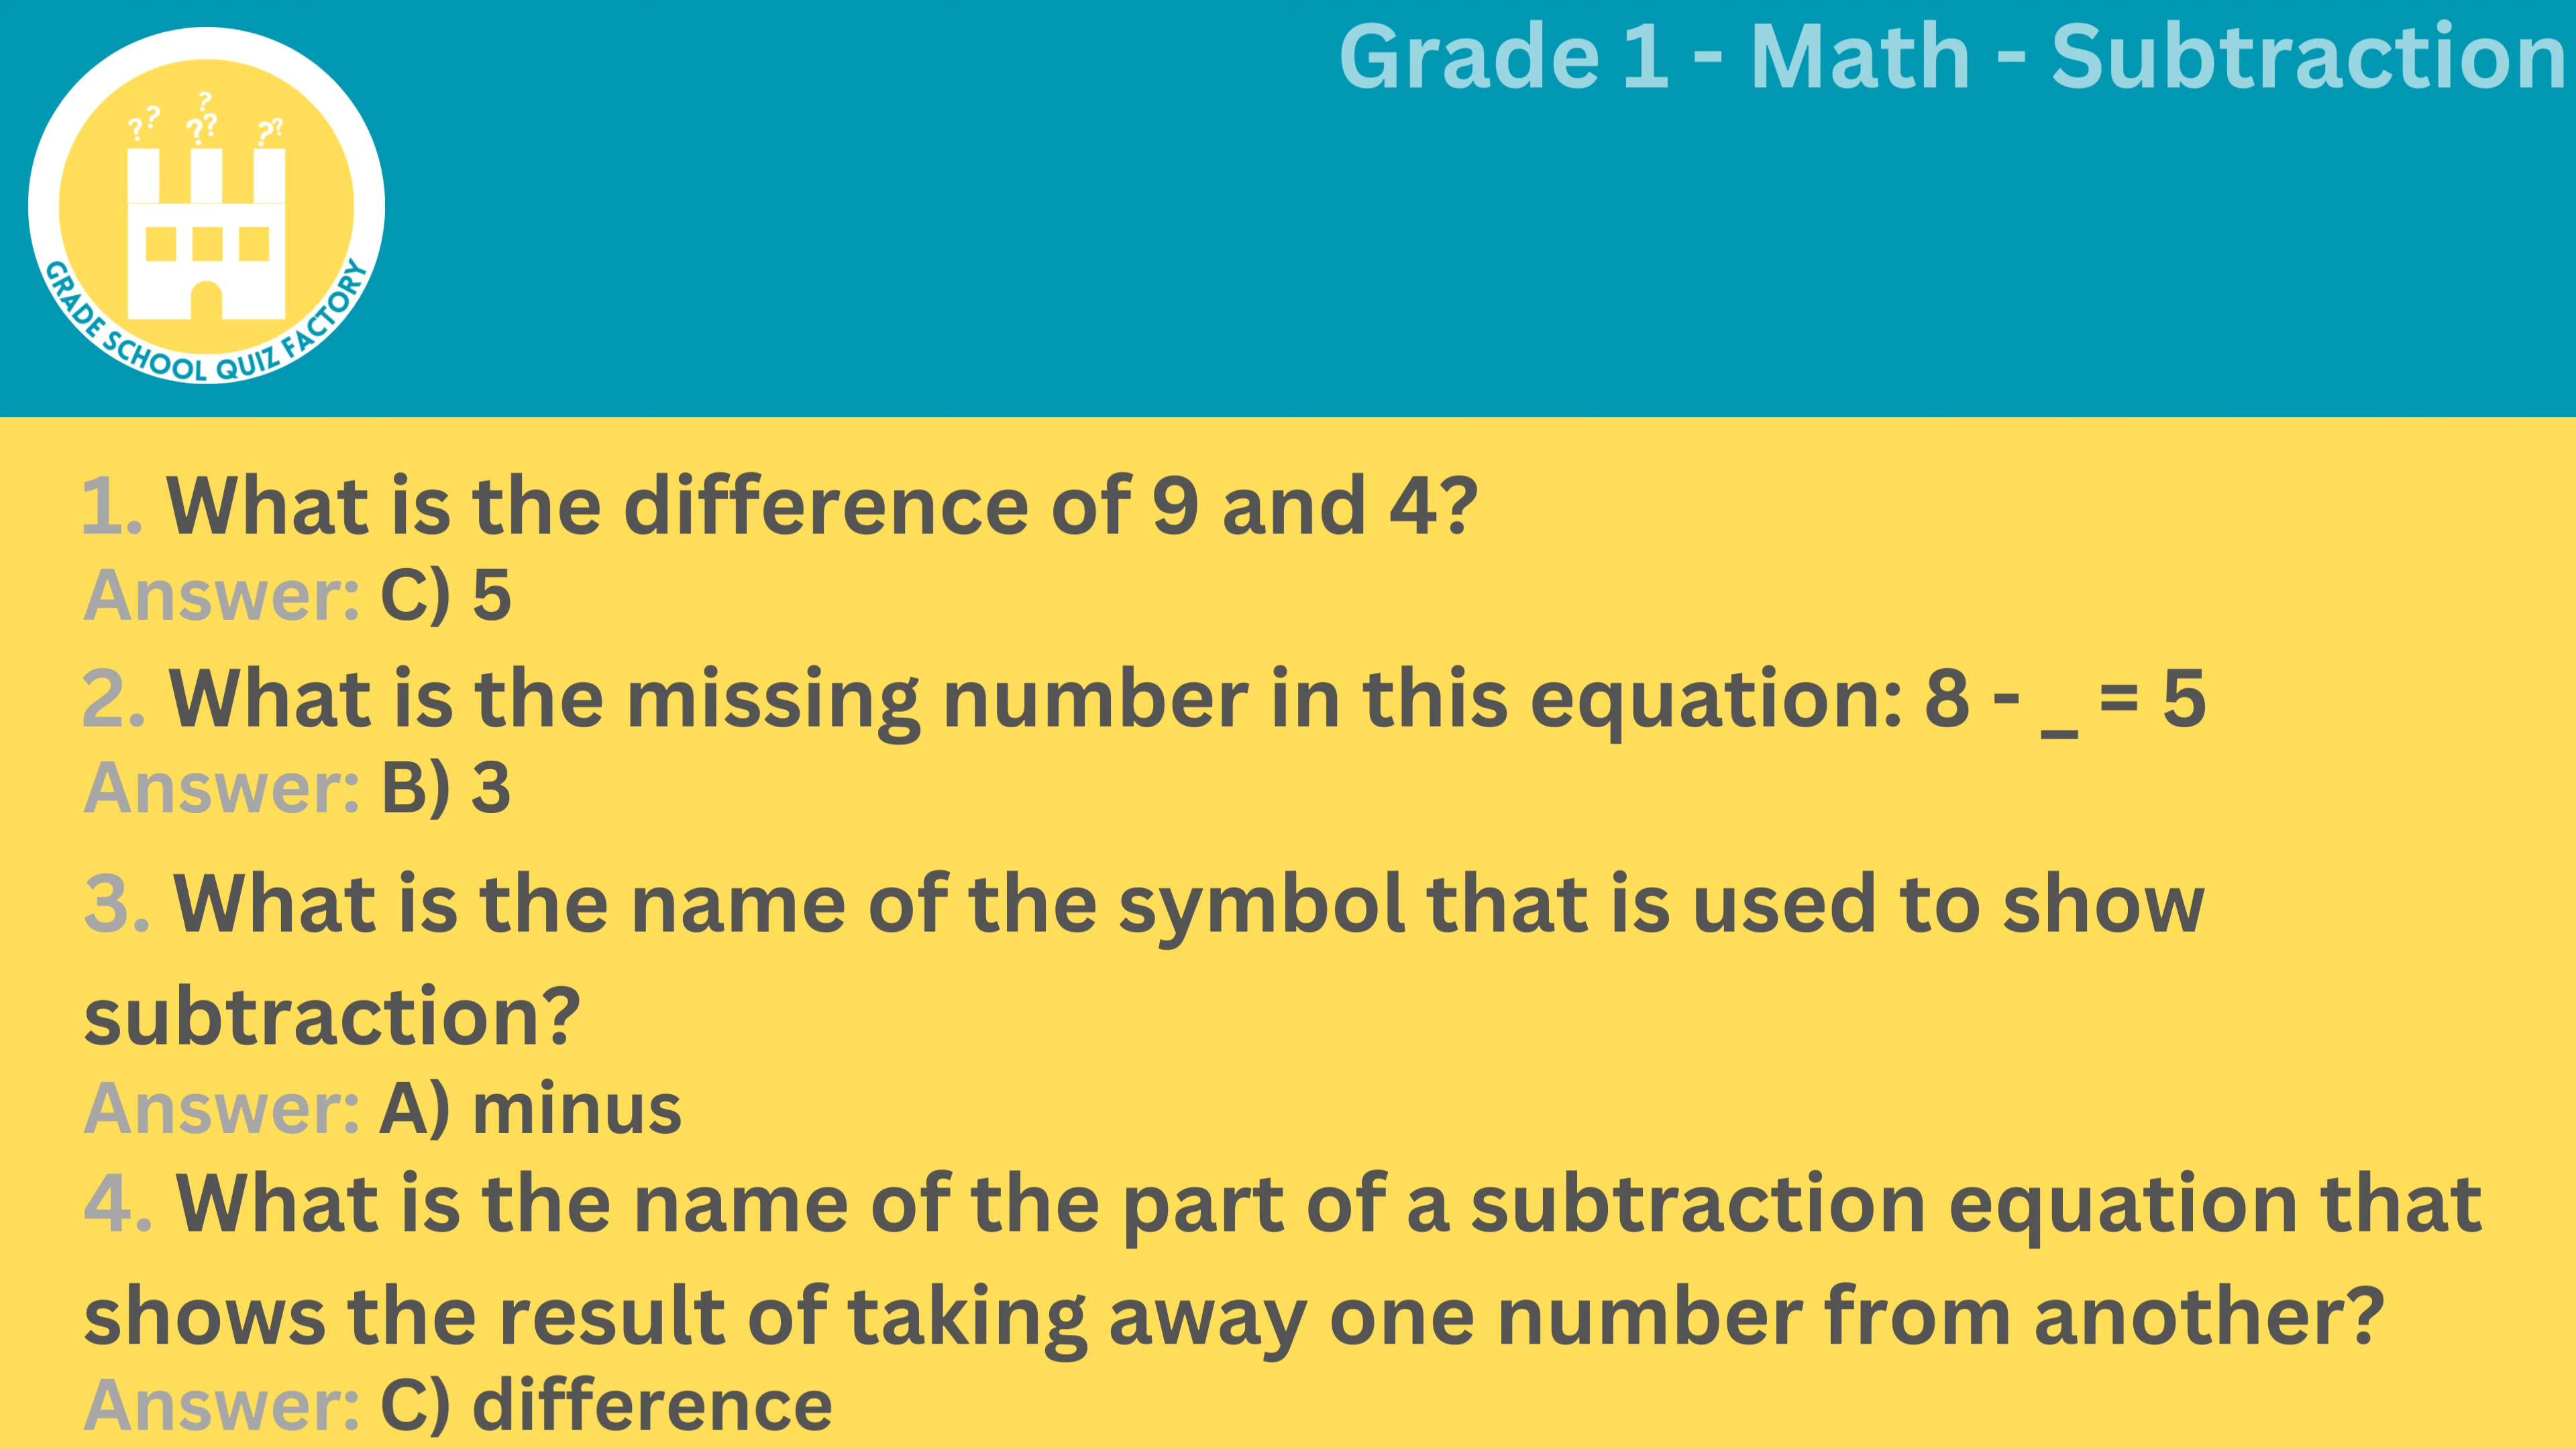 Grade 1 - Math - Subtraction
? ? ? ? ? ? ?
GRADE SCHOOL QUIZ FACTORY
1. What is the difference of 9 and 4?
Answer: C) 5
2. What is the missing number in this equation: 8 - _ = 5
Answer: B) 3
3. What is the name of the symbol that is used to show
subtraction?
Answer: A) minus
4. What is the name of the part of a subtraction equation that
shows the result of taking away one number from another?
Answer: C) difference